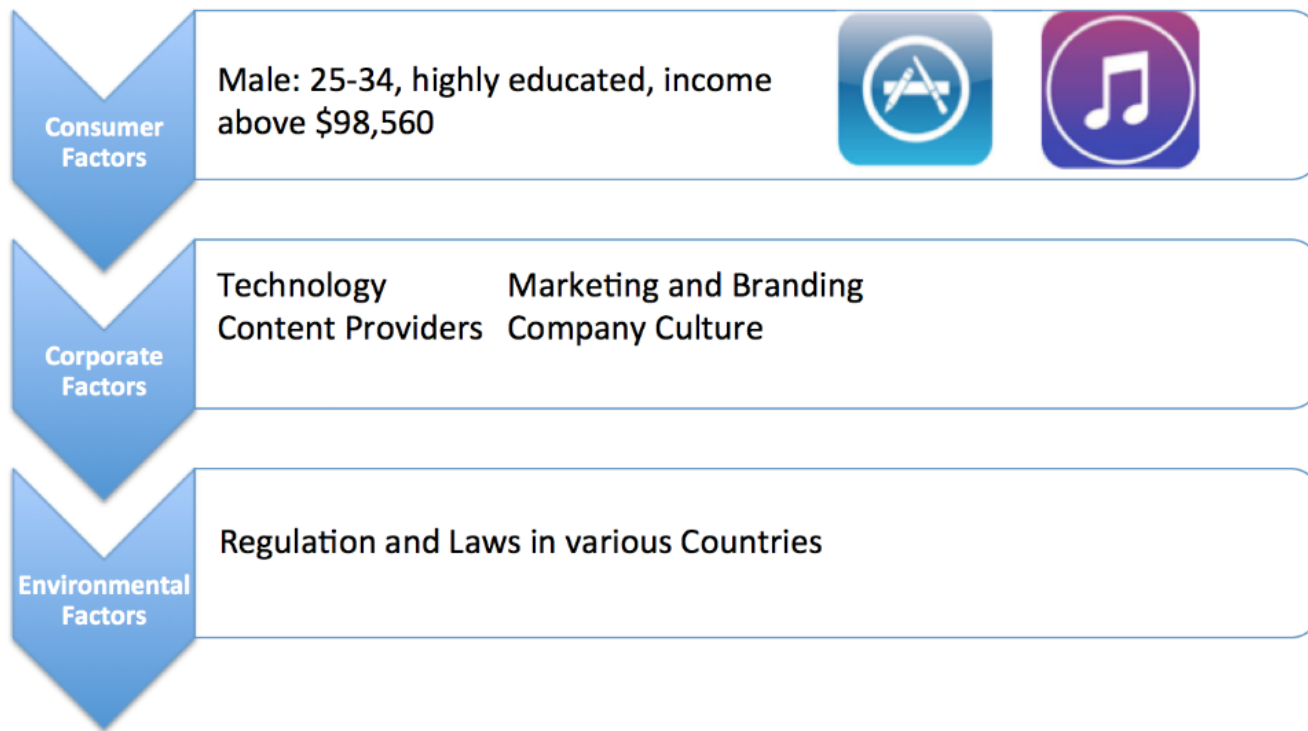 Consumer
Factors
Male: 25-34, highly educated, income
above $98,560
Corporate
Factors
Technology Marketing and Branding
Content Providers Company Culture
Environmental
Factors
Regulation and Laws in various Countries